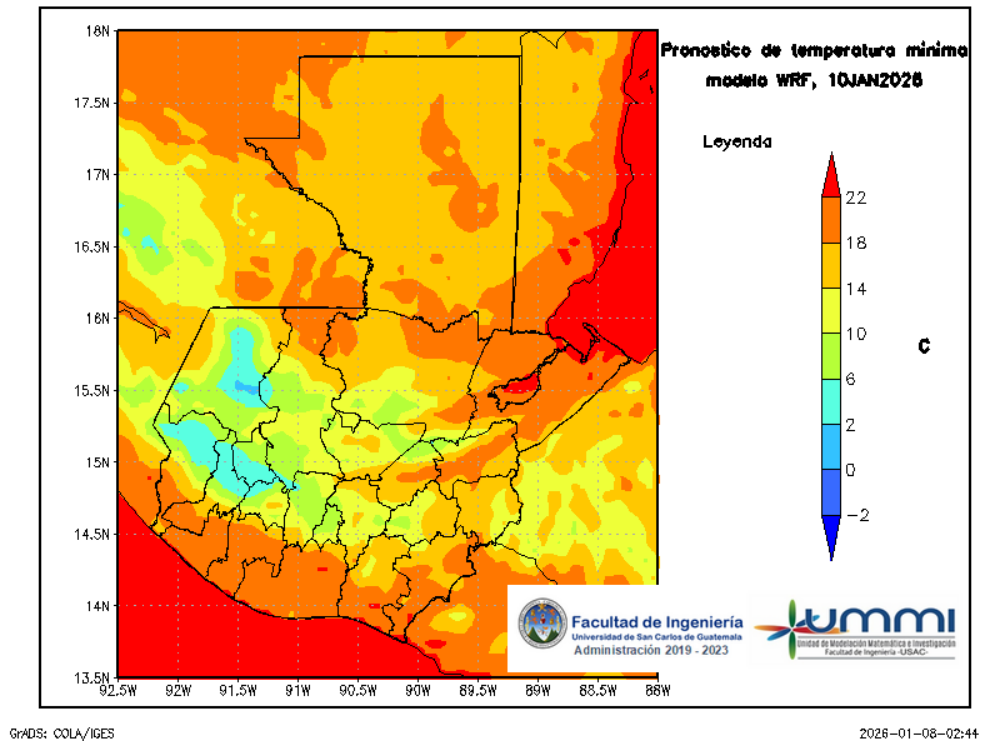 Pronostico de temperatura minima
modelo WRF, 10JAN2026
Leyenda
22
18
14
10
6
2
0
-2
C
18N
17.5N
17N
16.5N
16N
15.5N
15N
14.5N
14N
13.5N
92.5W
92W
91.5W
91W
90.5W
90W
89.5W
89W
88.5W
88W
Facultad de Ingeniería
Universidad de San Carlos de Guatemala
Administración 2019 - 2023
ummi
Unidad de Modelación Matemática e Investigación
Facultad de Ingeniería -USAC-
GrADS: COLA/IGES
2026-01-08-02:44